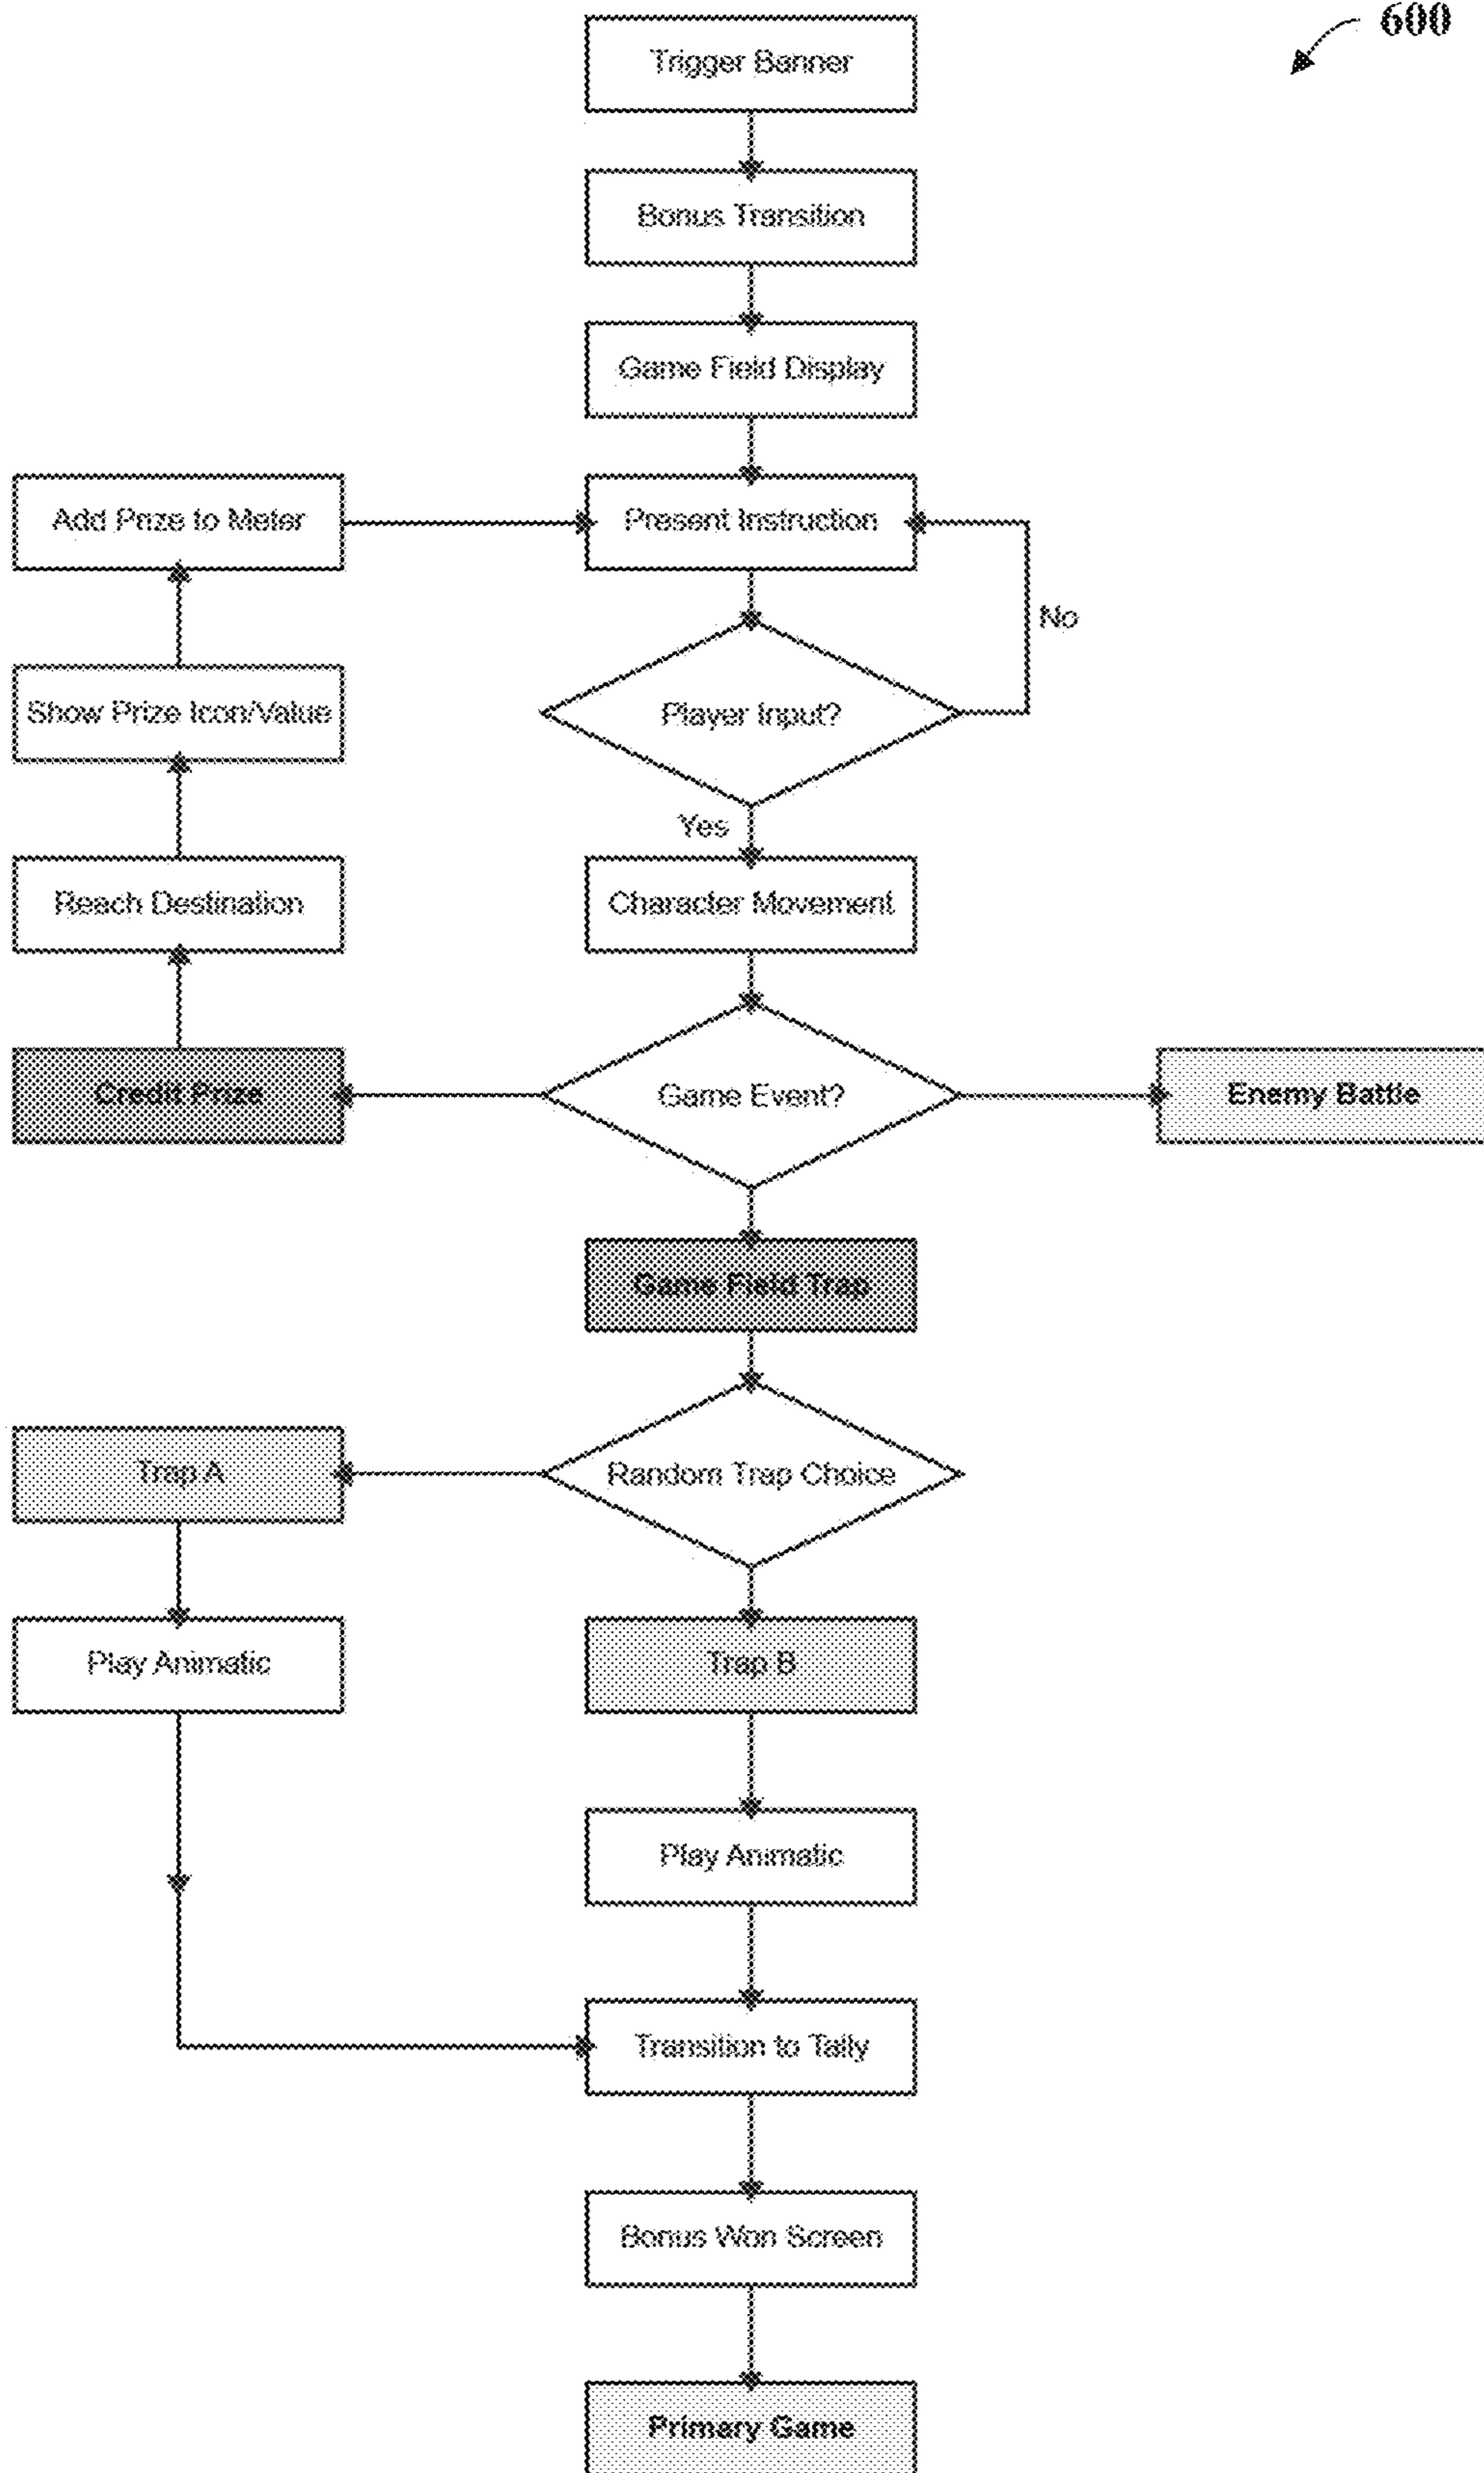 600
Trigger Banner
Bonus Transition
Game Field Display
Add Prize to Meter
Present Instruction
No
Show Prize Icon/Value
Player Input?
Yes
Reach Destination
Character Movement
Credit Prize
Game Event?
Enemy Battle
Game Field Trap
Trap A
Random Trap Choice
Play Animatic
Trap B
Play Animatic
Transition to Tally
Bonus Won Screen
Primary Game